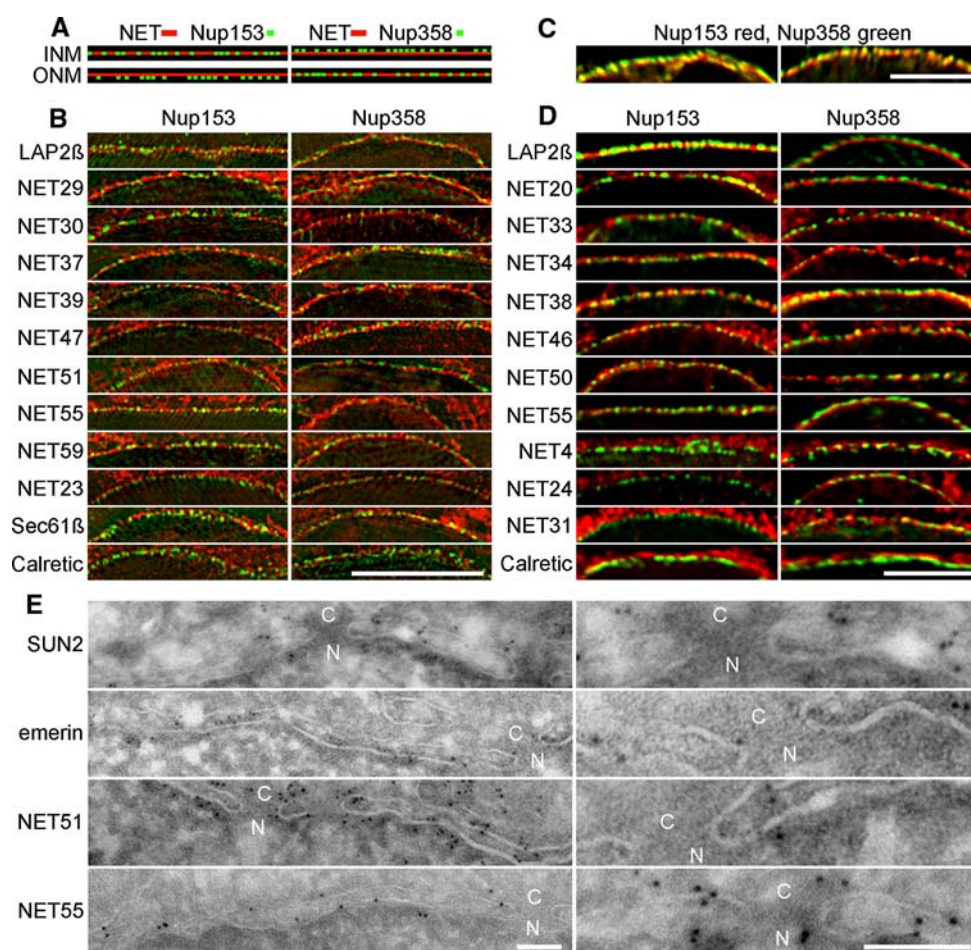 A
NET Nup153 NET Nup358
INM
ONM
C
Nup153 red, Nup358 green
B
Nup153 Nup358
LAP2ß
NET29
NET30
NET37
NET39
NET47
NET51
NET55
NET59
NET23
Sec61ß
Calretic
D
Nup153 Nup358
LAP2ß
NET20
NET33
NET34
NET38
NET46
NET50
NET55
NET4
NET24
NET31
Calretic
E
SUN2
C
N
C
N
emerin
C
N
C
N
NET51
C
N
C
N
NET55
C
N
C
N